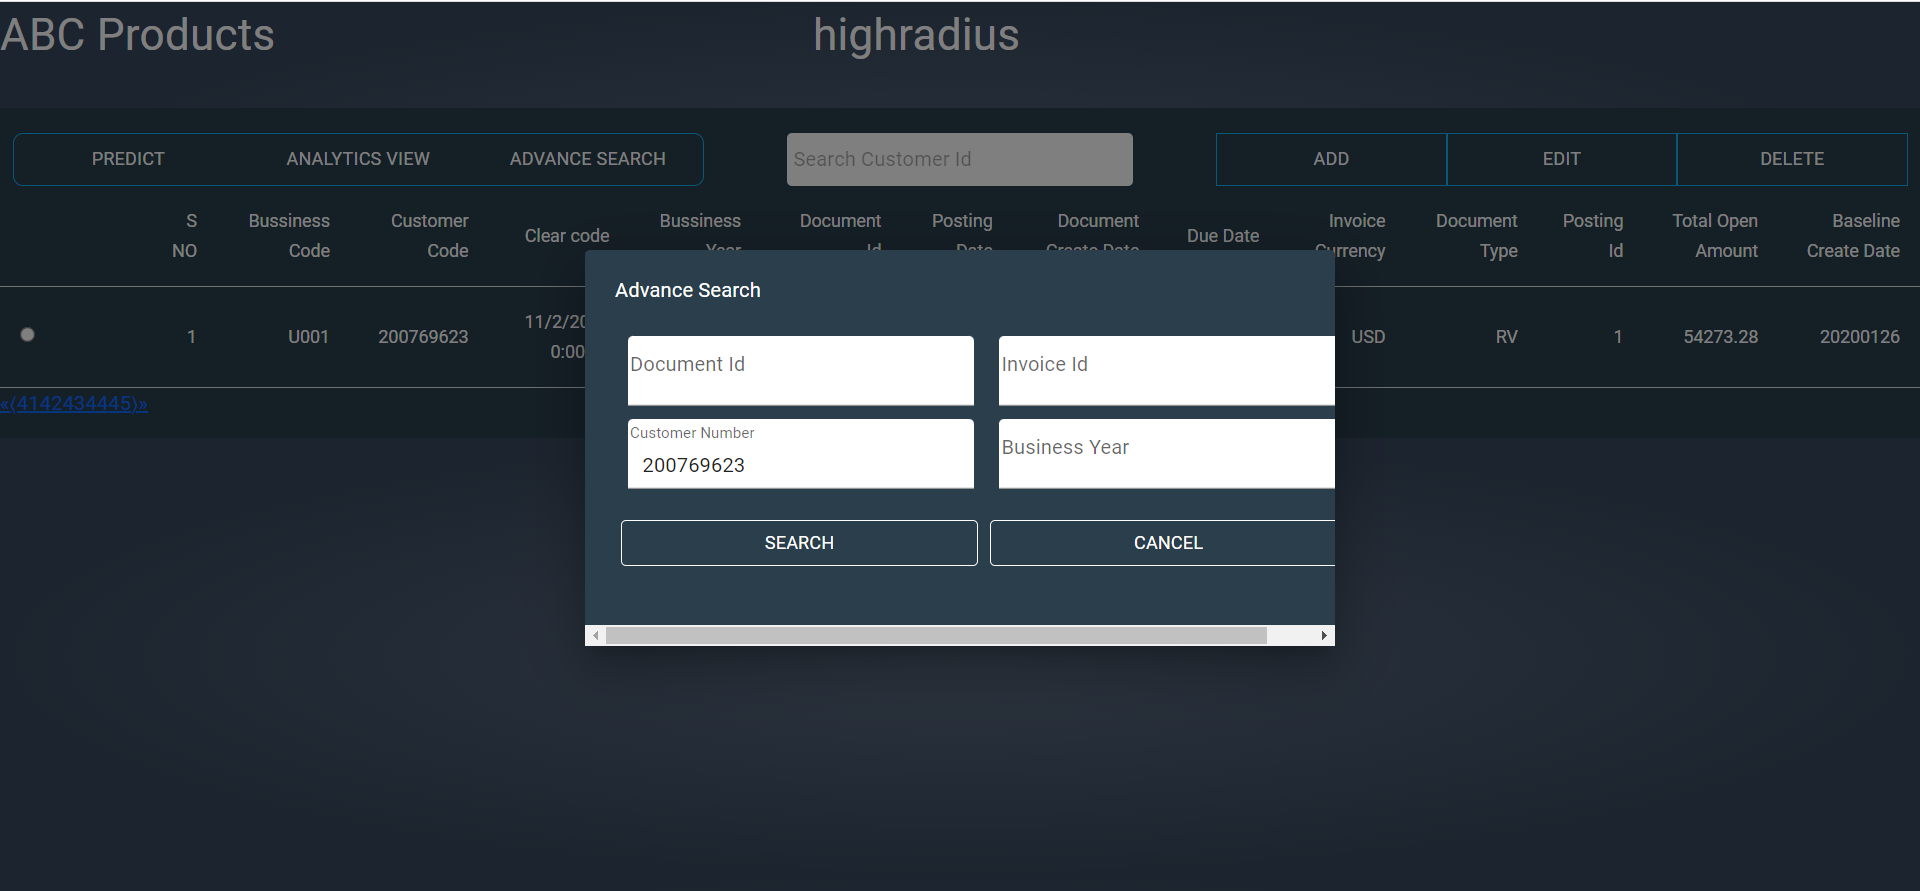 ABC Products
highradius
PREDICT
ANALYTICS VIEW
ADVANCE SEARCH
Search Customer Id
ADD
EDIT
DELETE
S NO
Bussiness Code
Customer Code
Clear code
Bussiness Year
Document Id
Posting Date
Document Create Date
Due Date
Invoice Currency
Document Type
Posting Id
Total Open Amount
Baseline Create Date
1
U001
200769623
11/2/20
0:00
USD
RV
1
54273.28
20200126
«(4142434445)»
Advance Search
Document Id
Invoice Id
Customer Number
200769623
Business Year
SEARCH
CANCEL